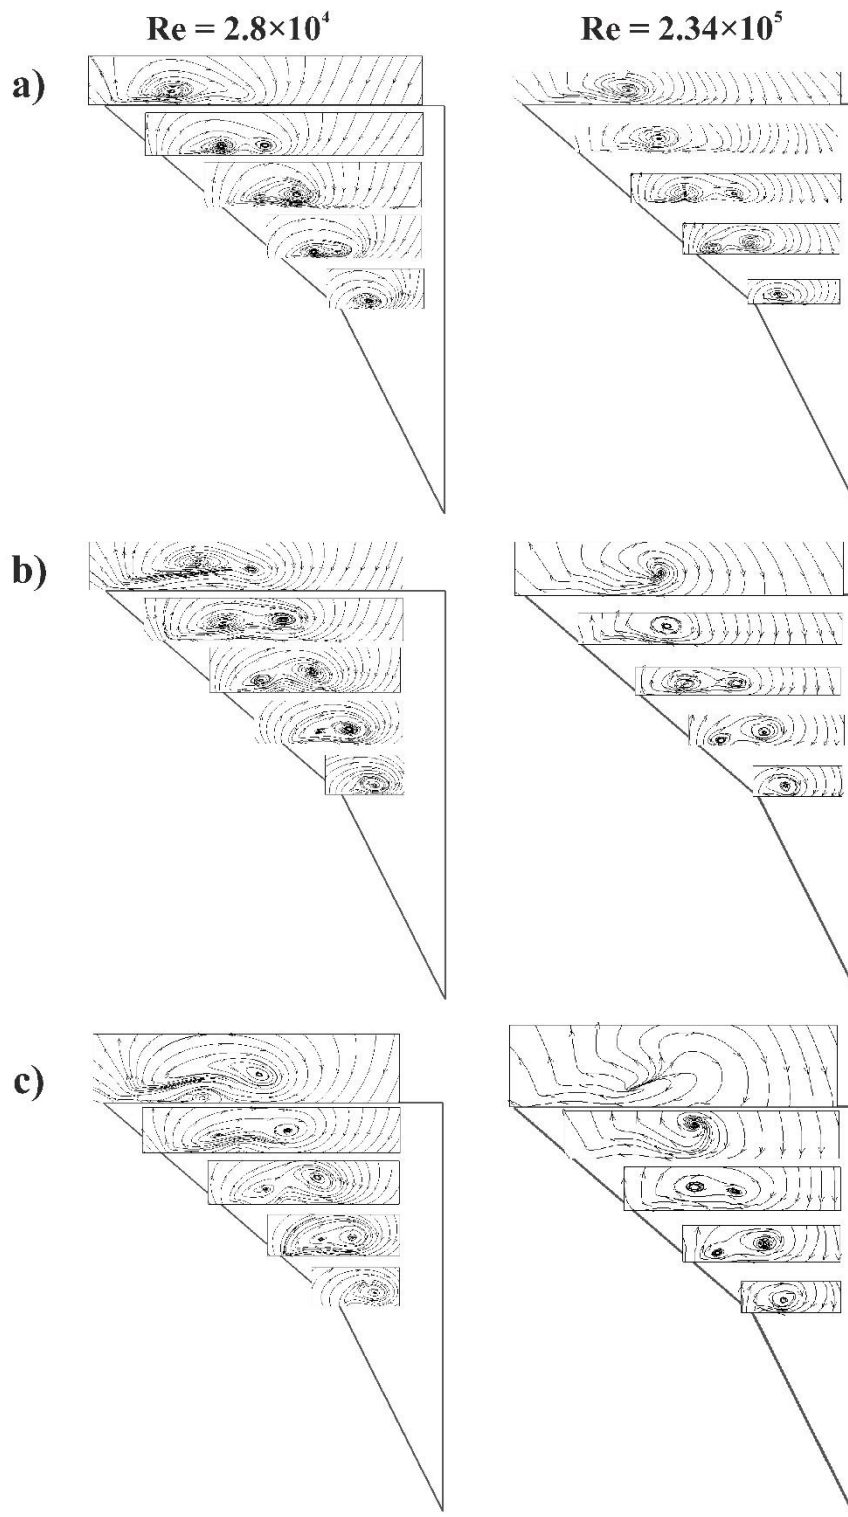 Re = 2.8×10⁴ Re = 2.34×10⁵
a)
b)
c)